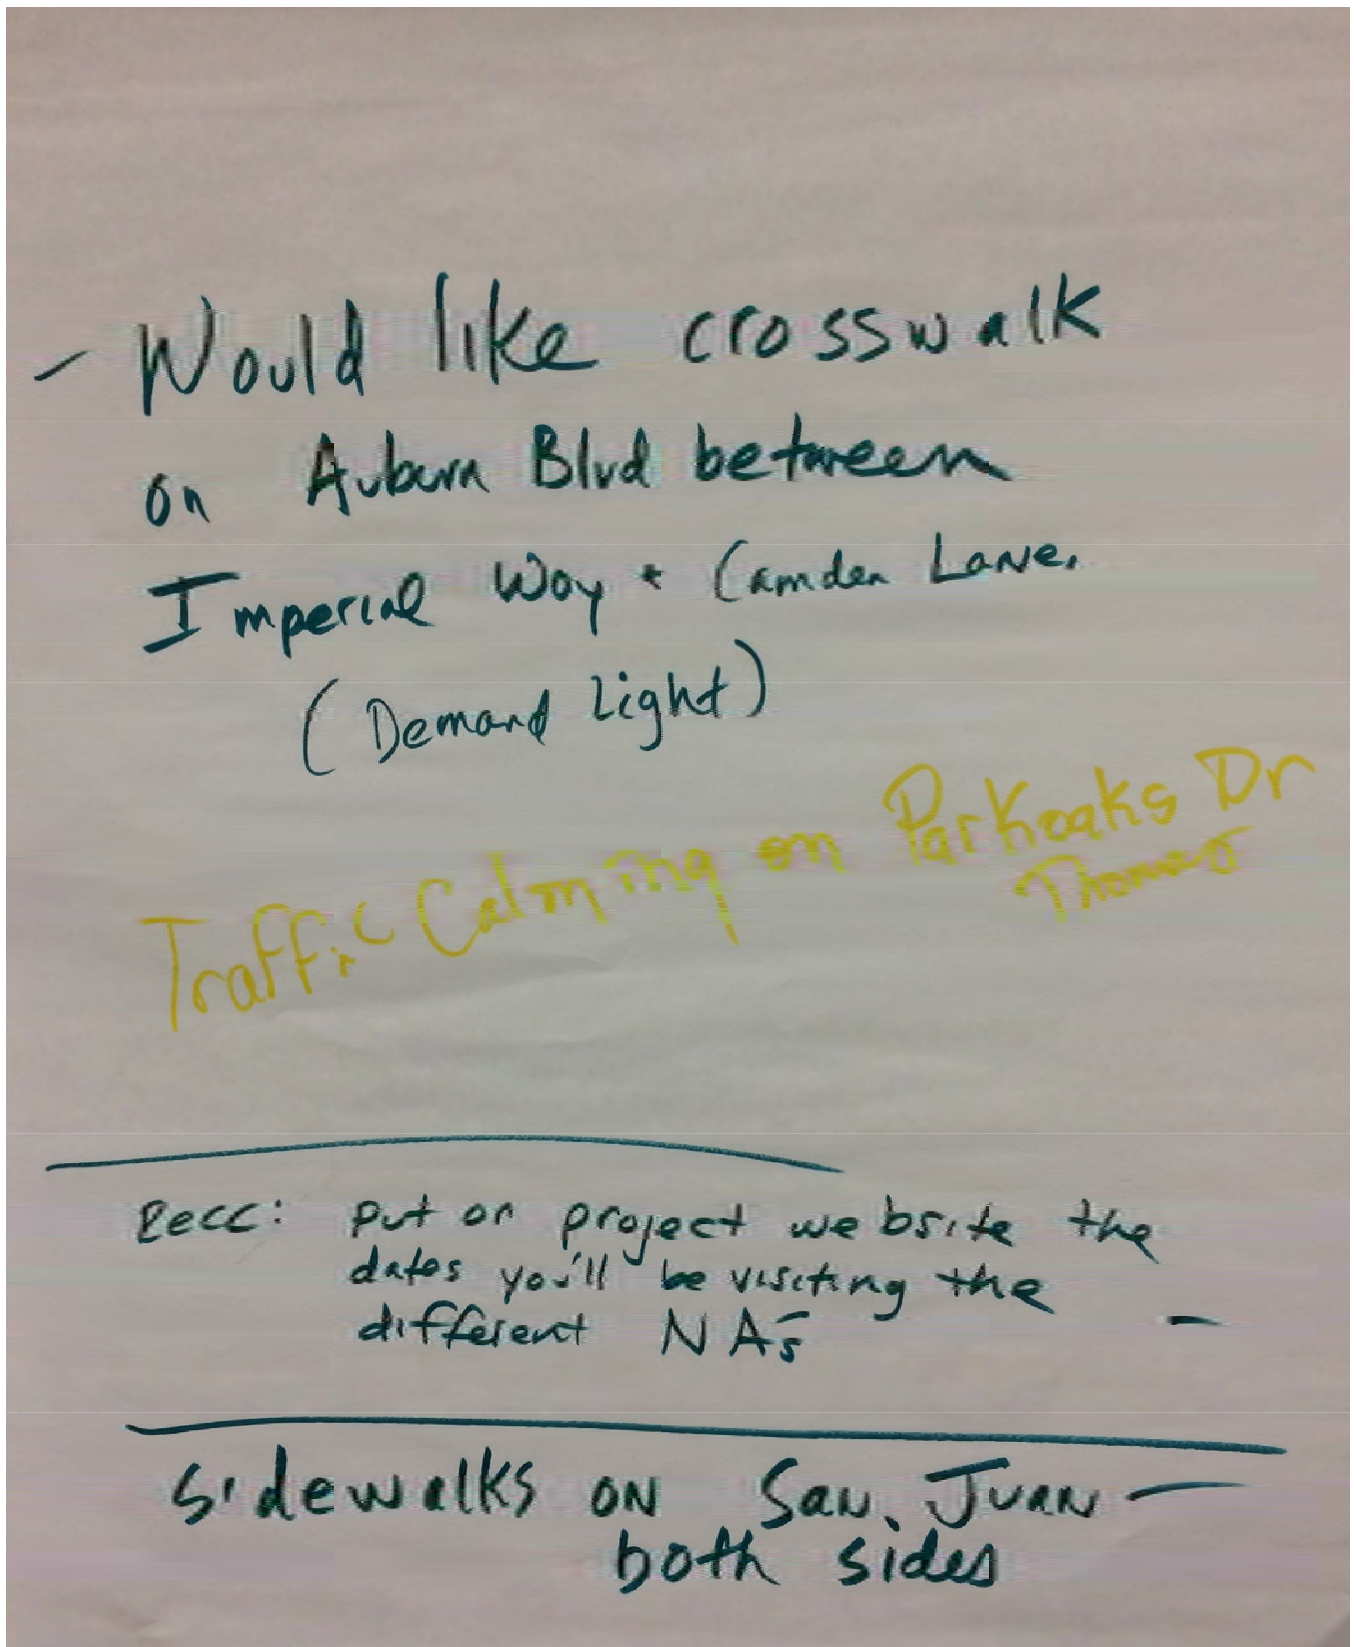 - Would like crosswalk
on Auburn Blvd between
Imperial Way + Camden Lane.
(Demand Light)
Traffic Calming on Parkoaks Dr
Thomas
Recc: Put on project website the
dates you'll be visiting the
different NAs -
Sidewalks on San Juan -
both sides